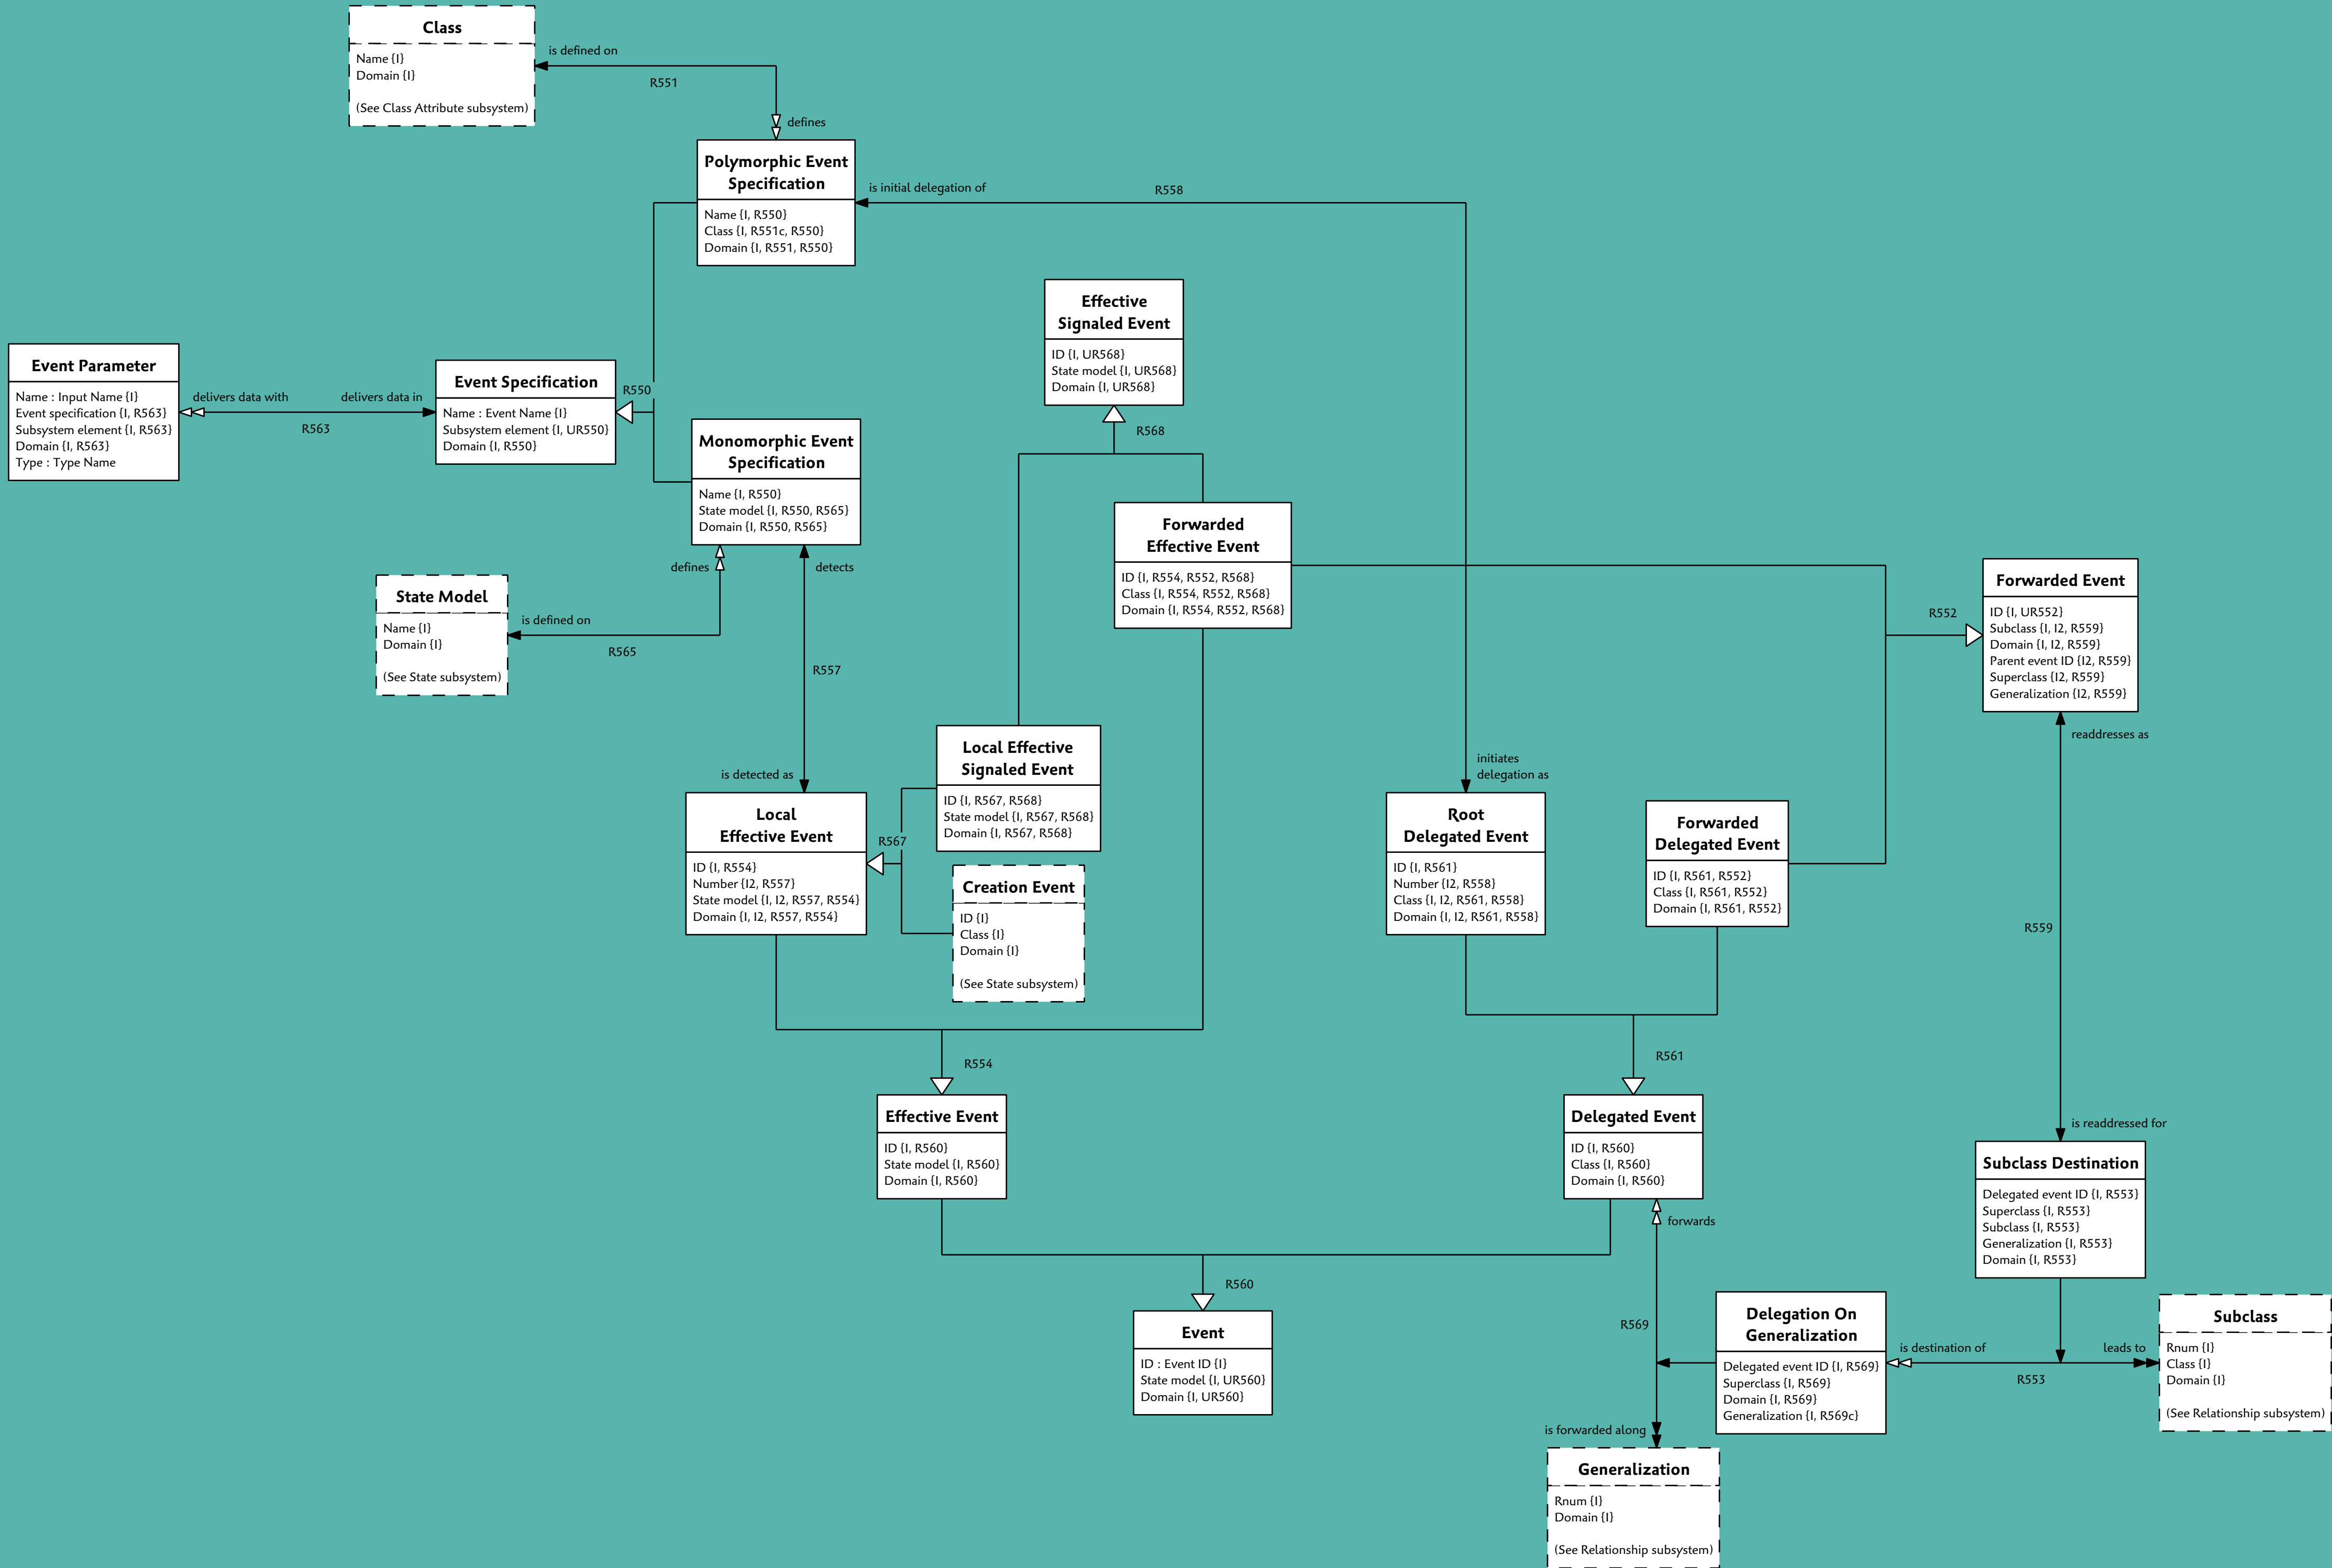 Class
Name {I}
Domain {I}
(See Class Attribute subsystem)
is defined on
R551
defines
Polymorphic Event
Specification
Name {I, R550}
Class {I, R551c, R550}
Domain {I, R551, R550}
is initial delegation of
R558
Effective
Signaled Event
ID {I, UR568}
State model {I, UR568}
Domain {I, UR568}
R568
Event Parameter
Name : Input Name {I}
Event specification {I, R563}
Subsystem element {I, R563}
Domain {I, R563}
Type : Type Name
delivers data with
delivers data in
R563
Event Specification
Name : Event Name {I}
Subsystem element {I, UR550}
Domain {I, R550}
R550
Monomorphic Event
Specification
Name {I, R550}
State model {I, R550, R565}
Domain {I, R550, R565}
defines
detects
State Model
Name {I}
Domain {I}
(See State subsystem)
is defined on
R565
R557
Forwarded
Effective Event
ID {I, R554, R552, R568}
Class {I, R554, R552, R568}
Domain {I, R554, R552, R568}
R552
Forwarded Event
ID {I, UR552}
Subclass {I, I2, R559}
Domain {I, I2, R559}
Parent event ID {I2, R559}
Superclass {I2, R559}
Generalization {I2, R559}
readdresses as
is detected as
Local
Effective Event
ID {I, R554}
Number {I2, R557}
State model {I, I2, R557, R554}
Domain {I, I2, R557, R554}
R567
Local Effective
Signaled Event
ID {I, R567, R568}
State model {I, R567, R568}
Domain {I, R567, R568}
Creation Event
ID {I}
Class {I}
Domain {I}
(See State subsystem)
initiates
delegation as
Root
Delegated Event
ID {I, R561}
Number {I2, R558}
Class {I, I2, R561, R558}
Domain {I, I2, R561, R558}
Forwarded
Delegated Event
ID {I, R561, R552}
Class {I, R561, R552}
Domain {I, R561, R552}
R559
R554
R561
Effective Event
ID {I, R560}
State model {I, R560}
Domain {I, R560}
Delegated Event
ID {I, R560}
Class {I, R560}
Domain {I, R560}
forwards
is readdressed for
Subclass Destination
Delegated event ID {I, R553}
Superclass {I, R553}
Subclass {I, R553}
Generalization {I, R553}
Domain {I, R553}
R560
Event
ID : Event ID {I}
State model {I, UR560}
Domain {I, UR560}
R569
Delegation On
Generalization
Delegated event ID {I, R569}
Superclass {I, R569}
Domain {I, R569}
Generalization {I, R569c}
is destination of
leads to
R553
Subclass
Rnum {I}
Class {I}
Domain {I}
(See Relationship subsystem)
is forwarded along
Generalization
Rnum {I}
Domain {I}
(See Relationship subsystem)